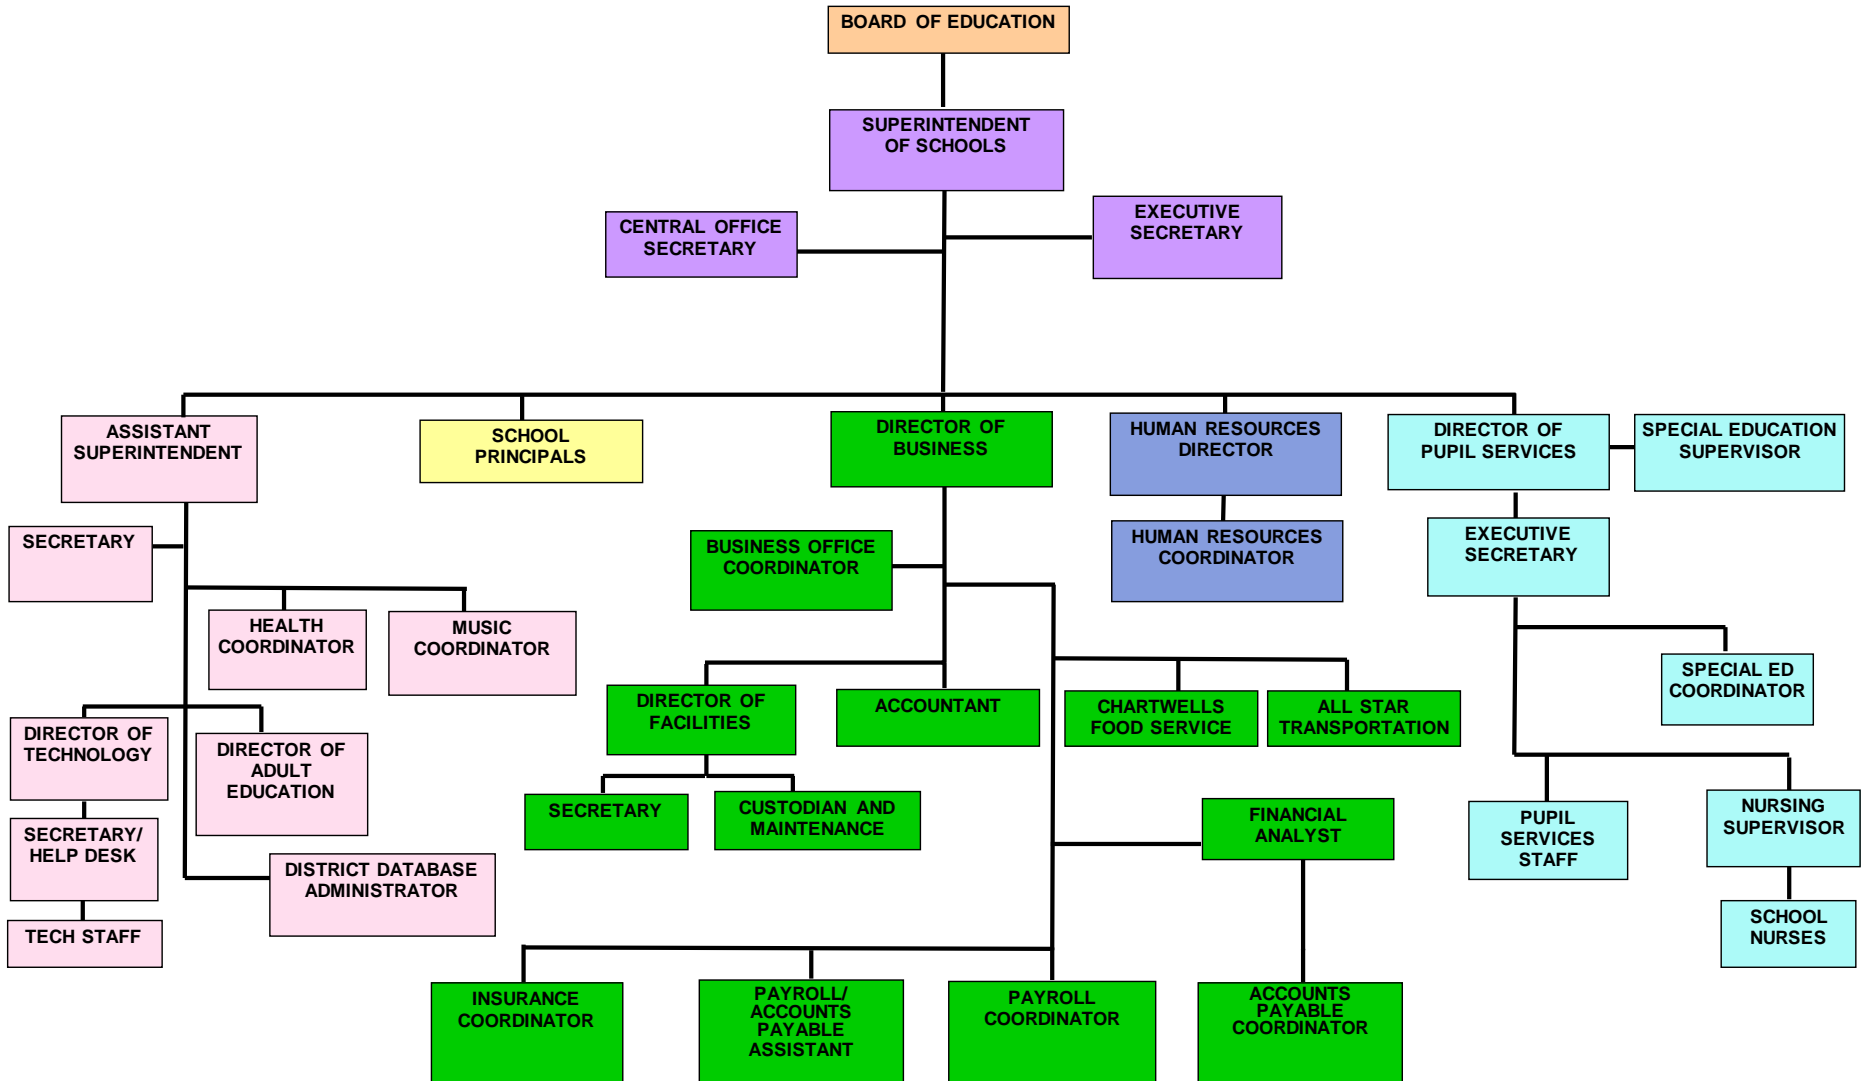 BOARD OF EDUCATION
SUPERINTENDENT
OF SCHOOLS
CENTRAL OFFICE
SECRETARY
EXECUTIVE
SECRETARY
ASSISTANT
SUPERINTENDENT
SCHOOL
PRINCIPALS
DIRECTOR OF
BUSINESS
HUMAN RESOURCES
DIRECTOR
DIRECTOR OF
PUPIL SERVICES
SPECIAL EDUCATION
SUPERVISOR
SECRETARY
BUSINESS OFFICE
COORDINATOR
HUMAN RESOURCES
COORDINATOR
EXECUTIVE
SECRETARY
HEALTH
COORDINATOR
MUSIC
COORDINATOR
SPECIAL ED
COORDINATOR
DIRECTOR OF
FACILITIES
ACCOUNTANT
CHARTWELLS
FOOD SERVICE
ALL STAR
TRANSPORTATION
DIRECTOR OF
TECHNOLOGY
DIRECTOR OF
ADULT
EDUCATION
SECRETARY
CUSTODIAN AND
MAINTENANCE
FINANCIAL
ANALYST
PUPIL
SERVICES
STAFF
NURSING
SUPERVISOR
SECRETARY/
HELP DESK
DISTRICT DATABASE
ADMINISTRATOR
TECH STAFF
SCHOOL
NURSES
INSURANCE
COORDINATOR
PAYROLL/
ACCOUNTS
PAYABLE
ASSISTANT
PAYROLL
COORDINATOR
ACCOUNTS
PAYABLE
COORDINATOR